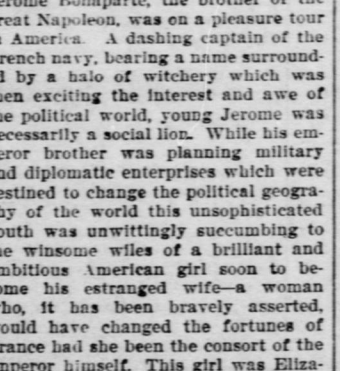 erome Bonaparte, the brother of the
reat Napoleon, was on a pleasure tour
America. A dashing captain of the
rench navy, bearing a name surround-
d by a halo of witchery which was
hen exciting the interest and awe of
he political world, young Jerome was
ecessarily a social lion. While his em-
eror brother was planning military
nd diplomatic enterprises which were
estined to change the political geogra-
hy of the world this unsophisticated
outh was unwittingly succumbing to
he winsome wiles of a brilliant and
mbitious American girl soon to be-
ome his estranged wife—a woman
ho, it has been bravely asserted,
ould have changed the fortunes of
rance had she been the consort of the
mperor himself. This girl was Eliza-